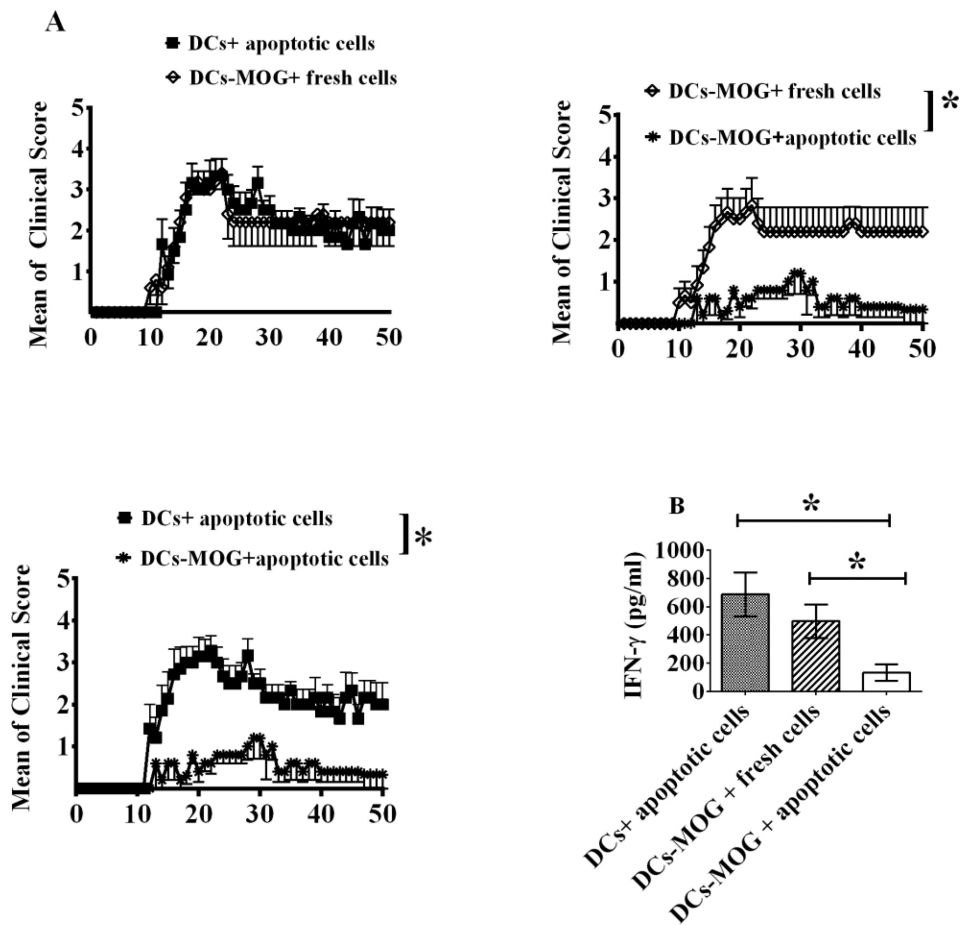 A
DCs+ apoptotic cells
DCs-MOG+ fresh cells
Mean of Clinical Score
5
4
3
2
1
0 10 20 30 40 50
DCs-MOG+ fresh cells
DCs-MOG+apoptotic cells
*
Mean of Clinical Score
5
4
3
2
1
0 10 20 30 40 50
DCs+ apoptotic cells
DCs-MOG+apoptotic cells
*
Mean of Clinical Score
5
4
3
2
1
0 10 20 30 40 50
B
*
*
IFN-γ (pg/ml)
1000
800
600
400
200
0
DCs+ apoptotic cells
DCs-MOG + fresh cells
DCs-MOG + apoptotic cells